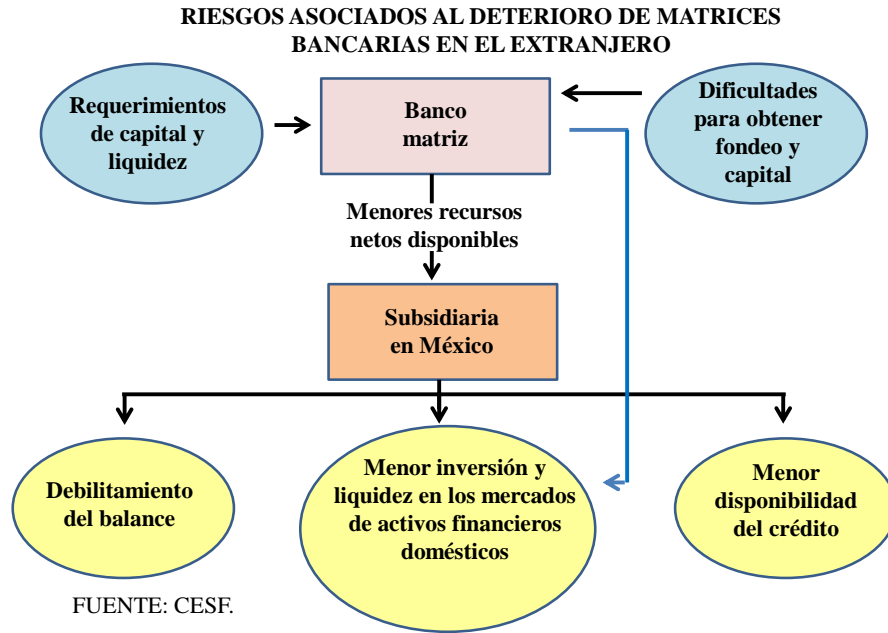 RIESGOS ASOCIADOS AL DETERIORO DE MATRICES
BANCARIAS EN EL EXTRANJERO
Requerimientos
de capital y
liquidez
Banco
matriz
Dificultades
para obtener
fondeo y
capital
Menores recursos
netos disponibles
Subsidiaria
en México
Debilitamiento
del balance
Menor inversión y
liquidez en los mercados
de activos financieros
domésticos
Menor
disponibilidad
del crédito
FUENTE: CESF.